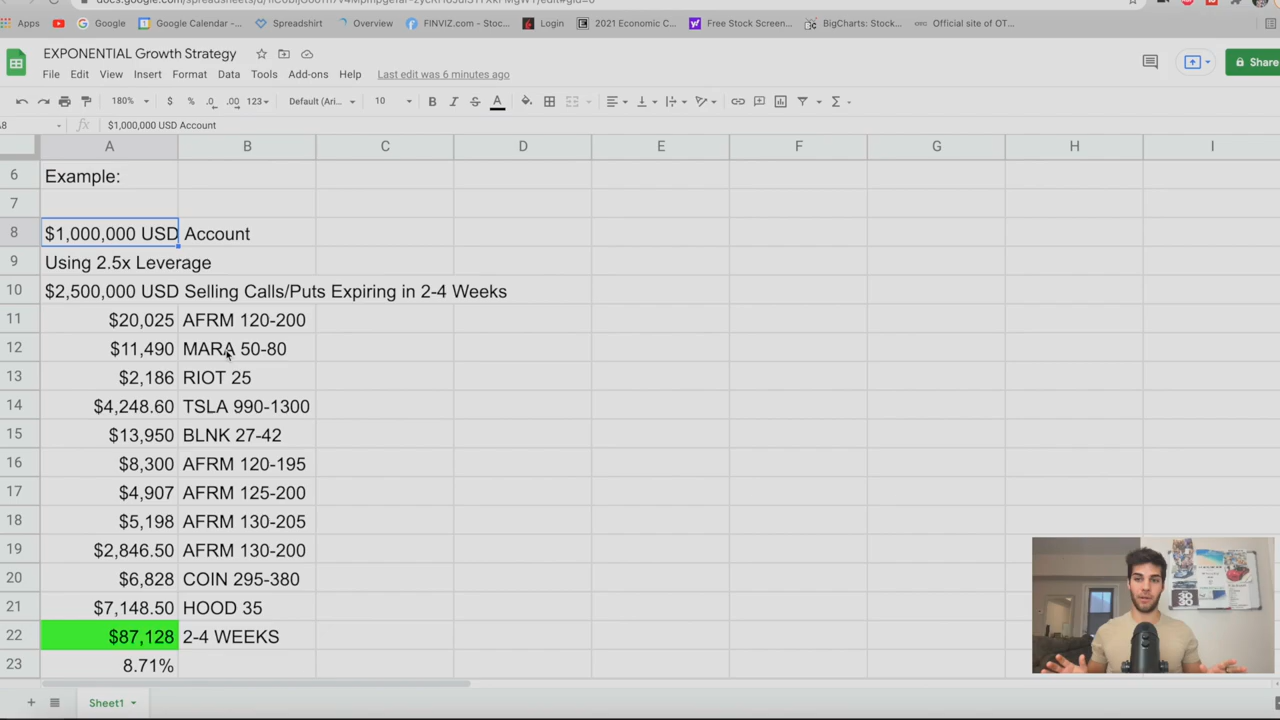 Apps
Google
Google Calendar -...
Spreadshirt
Overview
FINVIZ.com - Stoc...
Login
2021 Economic C...
Free Stock Screen...
BigCharts: Stock...
Official site of OT...
EXPONENTIAL Growth Strategy
File Edit View Insert Format Data Tools Add-ons Help Last edit was 6 minutes ago
Share
180% $ % .0 .00 123 Default (Ari... 10 B I S A
$1,000,000 USD Account
A B C D E F G H I
6 Example:
7
8 $1,000,000 USD Account
9 Using 2.5x Leverage
10 $2,500,000 USD Selling Calls/Puts Expiring in 2-4 Weeks
11 $20,025 AFRM 120-200
12 $11,490 MARA 50-80
13 $2,186 RIOT 25
14 $4,248.60 TSLA 990-1300
15 $13,950 BLNK 27-42
16 $8,300 AFRM 120-195
17 $4,907 AFRM 125-200
18 $5,198 AFRM 130-205
19 $2,846.50 AFRM 130-200
20 $6,828 COIN 295-380
21 $7,148.50 HOOD 35
22 $87,128 2-4 WEEKS
23 8.71%
Sheet1